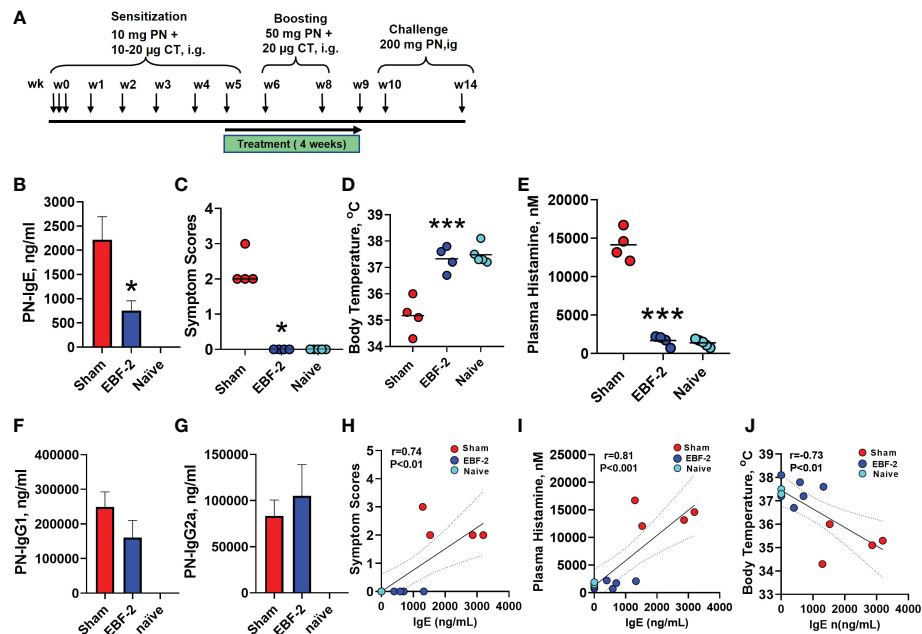 A
Sensitization
10 mg PN +
10-20 µg CT, i.g.
Boosting
50 mg PN +
20 µg CT, i.g.
Challenge
200 mg PN,ig
wk w0 w1 w2 w3 w4 w5 w6 w8 w9 w10 w14
Treatment ( 4 weeks)
B
PN-IgE, ng/ml
3000
2500
2000
1500
1000
500
0
*
Sham
EBF-2
Naïve
C
Symptom Scores
4
3
2
1
0
*
Sham
EBF-2
Naïve
D
Body Temperature, °C
39
38
37
36
35
34
***
Sham
EBF-2
Naïve
E
Plasma Histamine, nM
20000
15000
10000
5000
0
***
Sham
EBF-2
Naïve
F
PN-IgG1, ng/ml
400000
300000
200000
100000
0
Sham
EBF-2
naïve
G
PN-IgG2a, ng/ml
150000
100000
50000
0
Sham
EBF-2
naïve
H
Symptom Scores
5
4
3
2
1
0
r=0.74
P<0.01
Sham
EBF-2
Naive
0 1000 2000 3000 4000
IgE (ng/mL)
I
Plasma Histamine, nM
25000
20000
15000
10000
5000
0
r=0.81
P<0.001
Sham
EBF-2
Naive
0 1000 2000 3000 4000
IgE (ng/mL)
J
Body Temperature, °C
39
38
37
36
35
34
33
r=-0.73
P<0.01
Sham
EBF-2
Naive
0 1000 2000 3000 4000
IgE n(ng/mL)